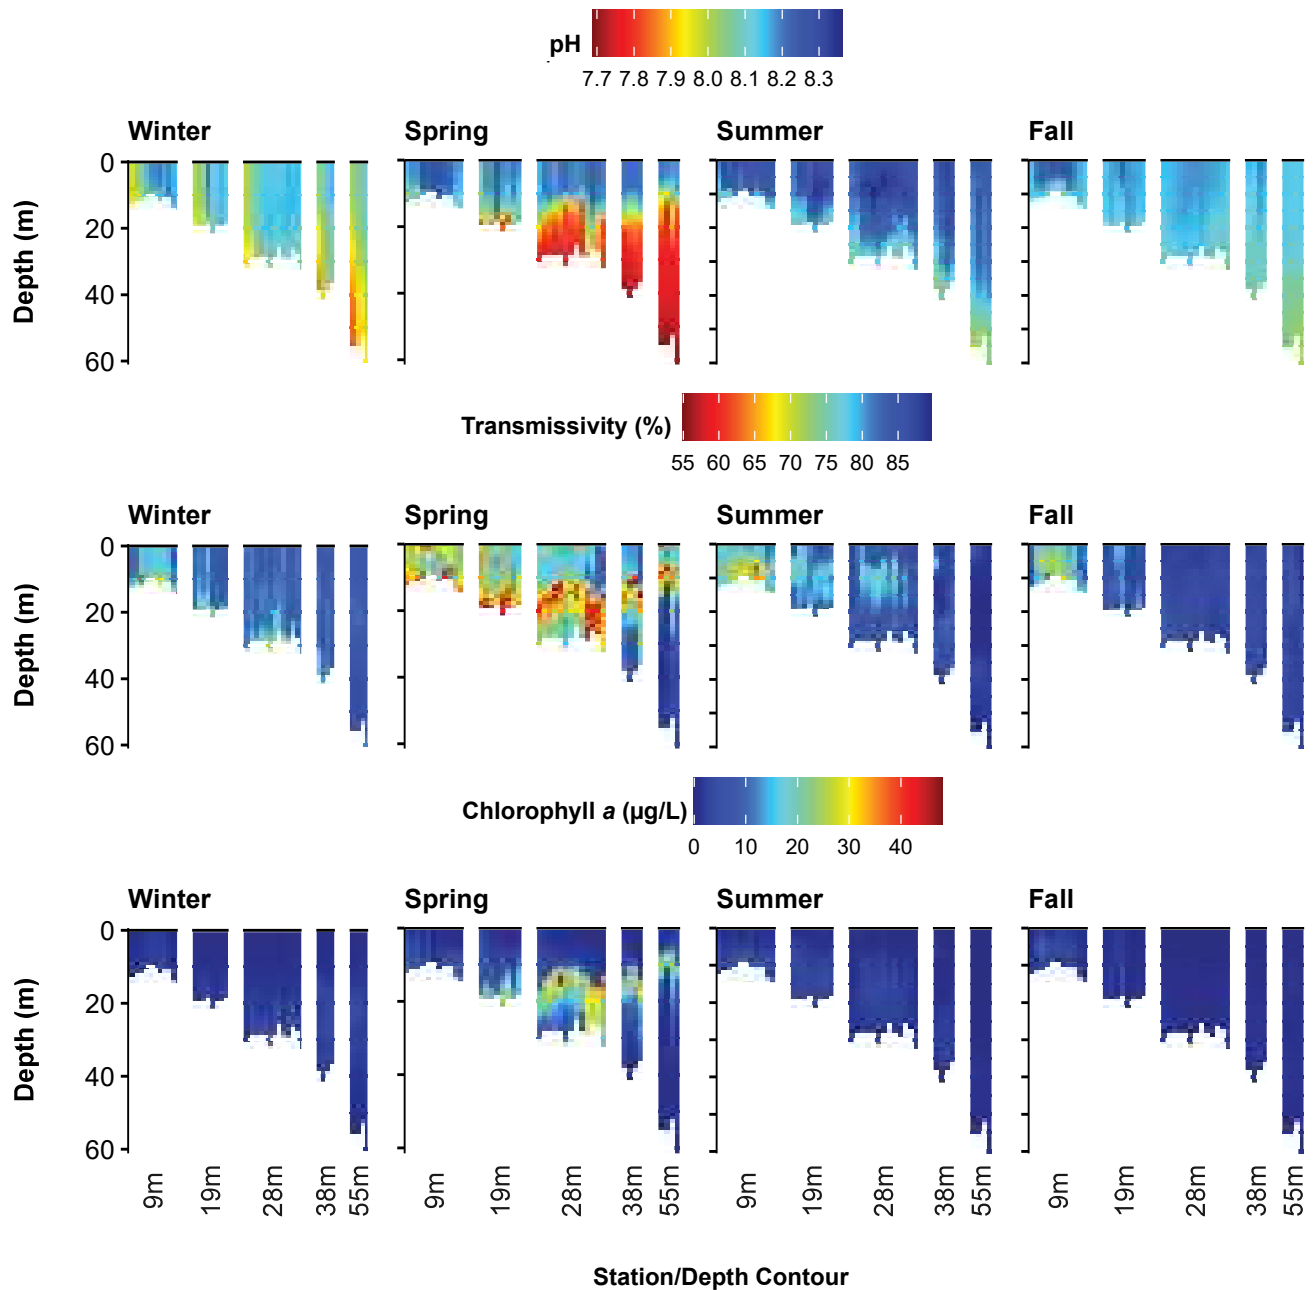 pH
7.7 7.8 7.9 8.0 8.1 8.2 8.3
Winter Spring Summer Fall
0
20
40
60
Depth (m)
Transmissivity (%)
55 60 65 70 75 80 85
Winter Spring Summer Fall
0
20
40
60
Depth (m)
Chlorophyll a (µg/L)
0 10 20 30 40
Winter Spring Summer Fall
0
20
40
60
Depth (m)
9m 19m 28m 38m 55m 9m 19m 28m 38m 55m 9m 19m 28m 38m 55m 9m 19m 28m 38m 55m
Station/Depth Contour